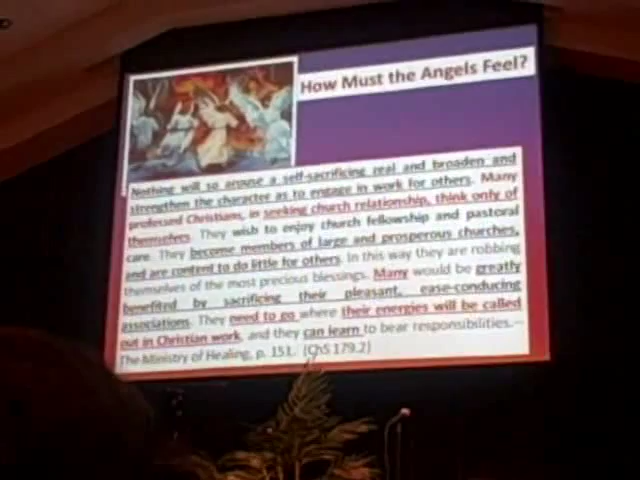 How Must the Angels Feel?
Nothing will so arouse a self-sacrificing zeal and broaden and
strengthen the character as to engage in work for others. Many
professed Christians, in seeking church relationship, think only of
themselves. They wish to enjoy church fellowship and pastoral
care. They become members of large and prosperous churches,
and are content to do little for others. In this way they are robbing
themselves of the most precious blessings. Many would be greatly
benefited by sacrificing their pleasant, ease-conducing
associations. They need to go where their energies will be called
out in Christian work, and they can learn to bear responsibilities.--
The Ministry of Healing, p. 151. (ChS 179.2)